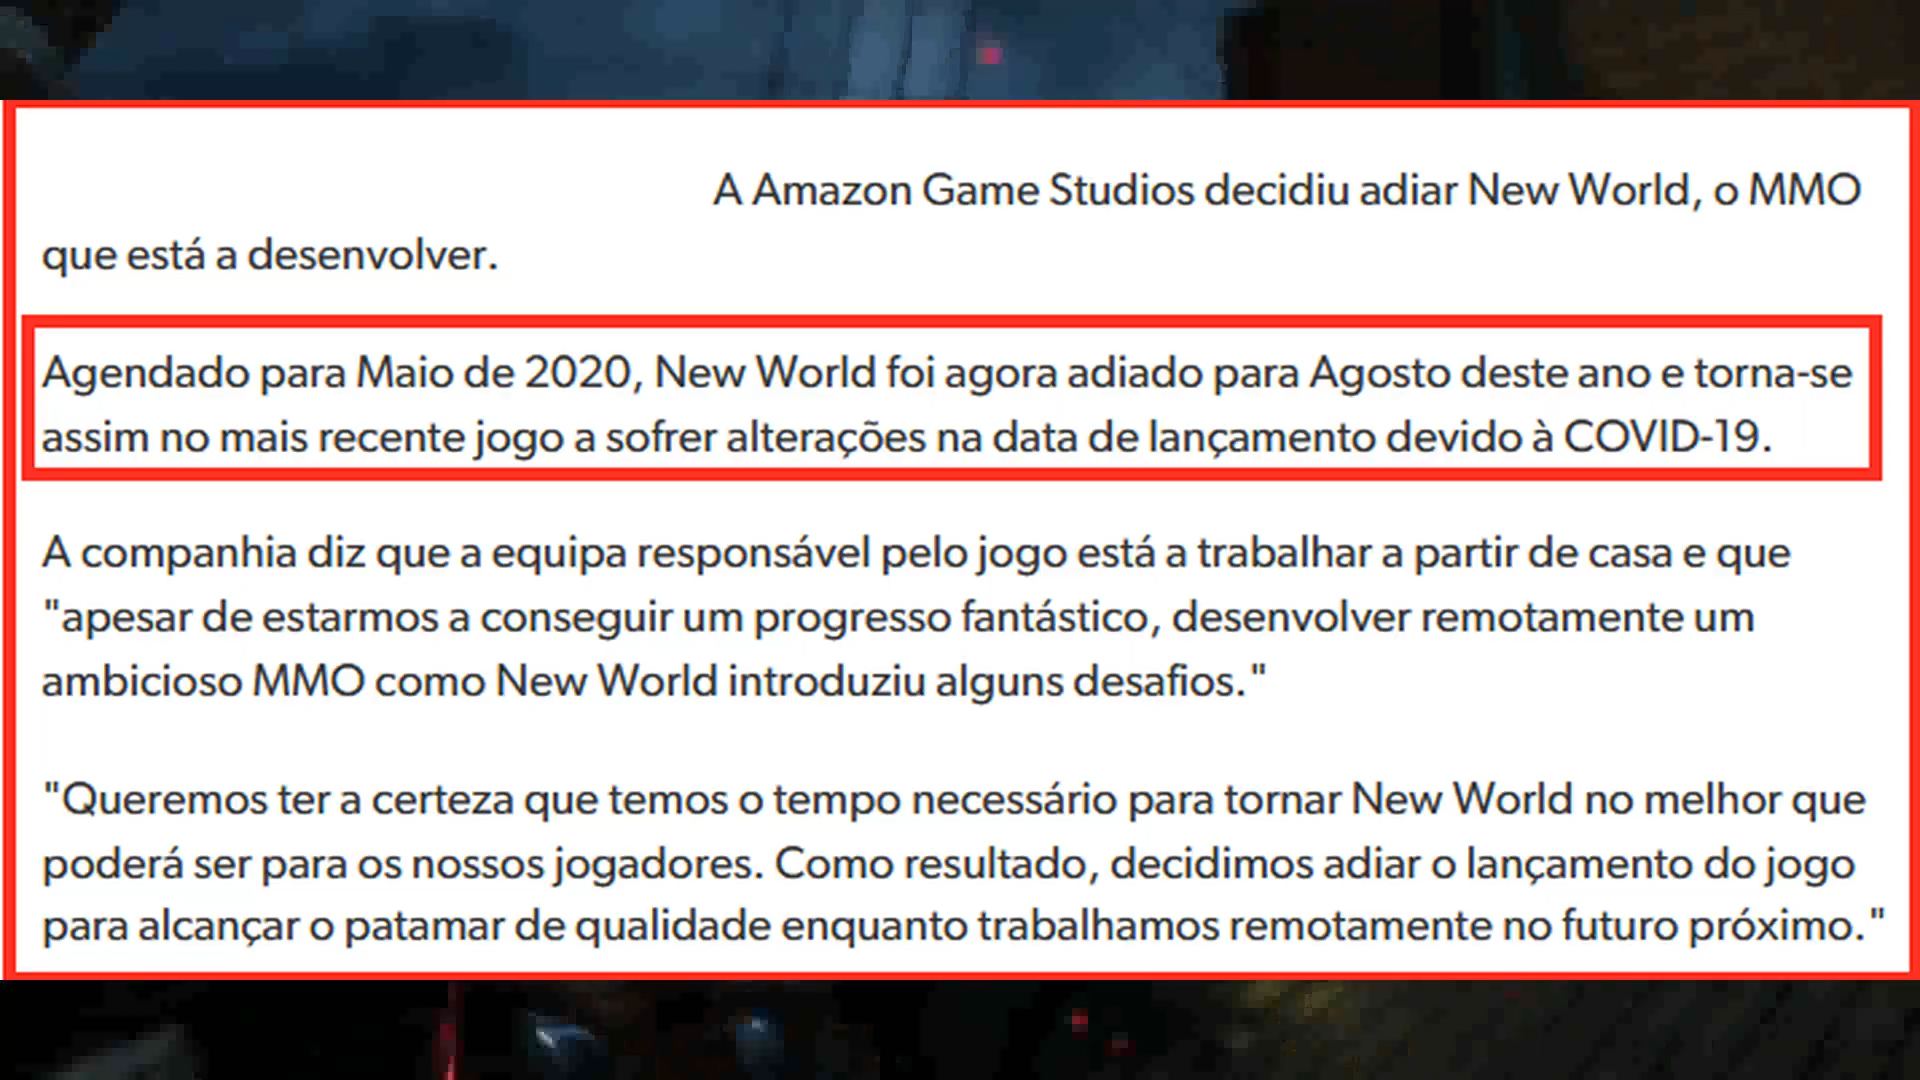 A Amazon Game Studios decidiu adiar New World, o MMO
que está a desenvolver.
Agendado para Maio de 2020, New World foi agora adiado para Agosto deste ano e torna-se
assim no mais recente jogo a sofrer alterações na data de lançamento devido à COVID-19.
A companhia diz que a equipa responsável pelo jogo está a trabalhar a partir de casa e que
"apesar de estarmos a conseguir um progresso fantástico, desenvolver remotamente um
ambicioso MMO como New World introduziu alguns desafios."
"Queremos ter a certeza que temos o tempo necessário para tornar New World no melhor que
poderá ser para os nossos jogadores. Como resultado, decidimos adiar o lançamento do jogo
para alcançar o patamar de qualidade enquanto trabalhamos remotamente no futuro próximo."